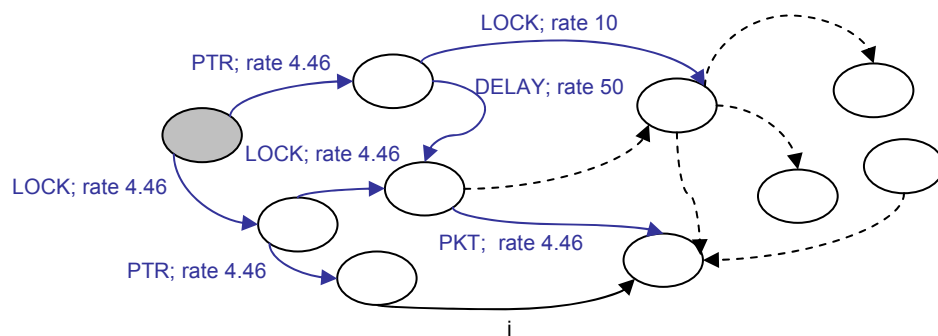 LOCK; rate 10
PTR; rate 4.46
DELAY; rate 50
LOCK; rate 4.46
LOCK; rate 4.46
PKT;  rate 4.46
PTR; rate 4.46
i